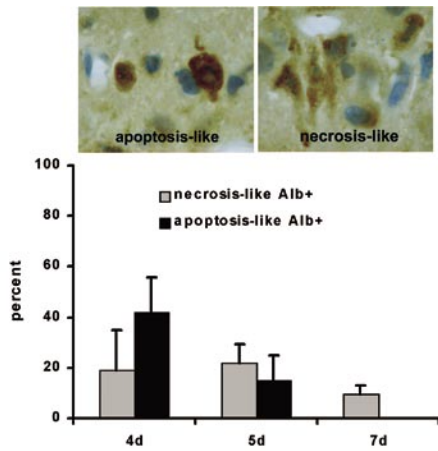 apoptosis-like necrosis-like
100
80
60
40
20
0
percent
necrosis-like Alb+
apoptosis-like Alb+
4d 5d 7d